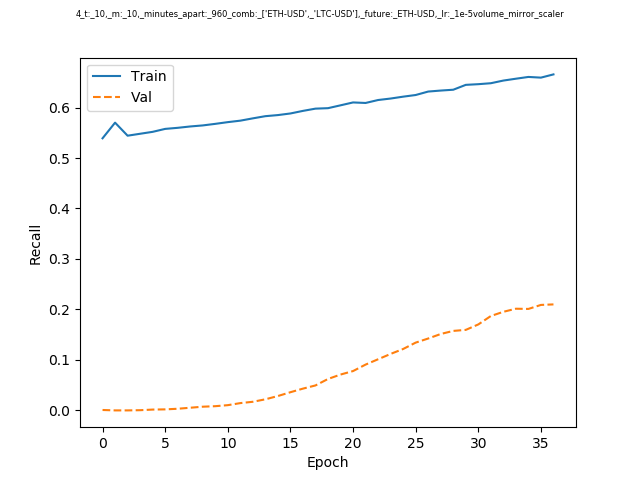 4_t:_10,_m:_10,_minutes_apart:_960_comb:_['ETH-USD',_'LTC-USD'],_future:_ETH-USD,_lr:_1e-5volume_mirror_scaler
Train
Val
0.6
0.5
0.4
0.3
0.2
0.1
0.0
Recall
0 5 10 15 20 25 30 35
Epoch